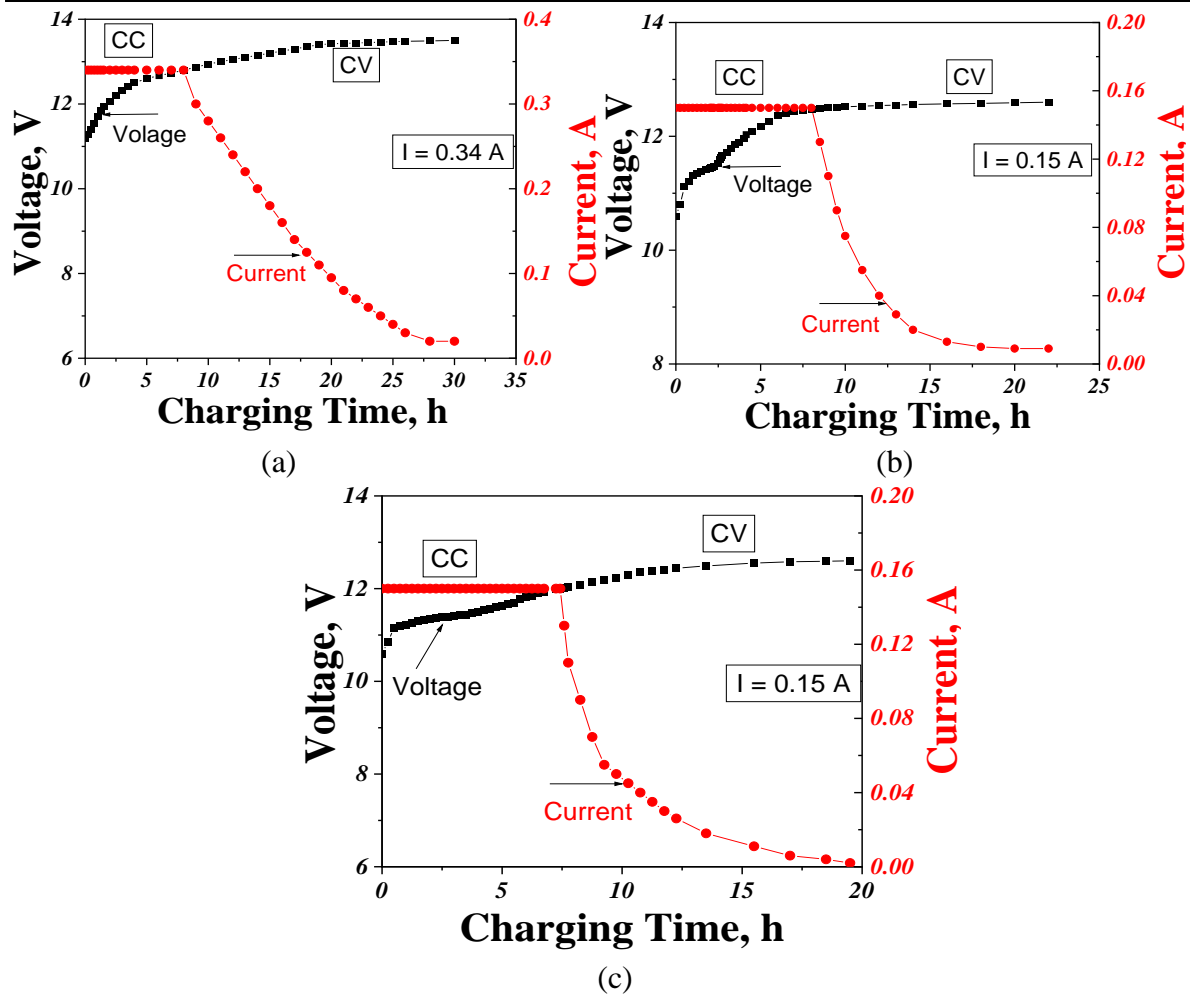 14
12
10
8
6
Voltage, V
0.4
0.3
0.2
0.1
0.0
Current, A
CC
CV
Volage
I = 0.34 A
Current
0 5 10 15 20 25 30 35
Charging Time, h
(a)
14
12
10
8
Voltage, V
0.20
0.16
0.12
0.08
0.04
0.00
Current, A
CC
CV
Voltage
I = 0.15 A
Current
0 5 10 15 20 25
Charging Time, h
(b)
14
12
10
8
6
Voltage, V
0.20
0.16
0.12
0.08
0.04
0.00
Current, A
CC
CV
Voltage
I = 0.15 A
Current
0 5 10 15 20
Charging Time, h
(c)